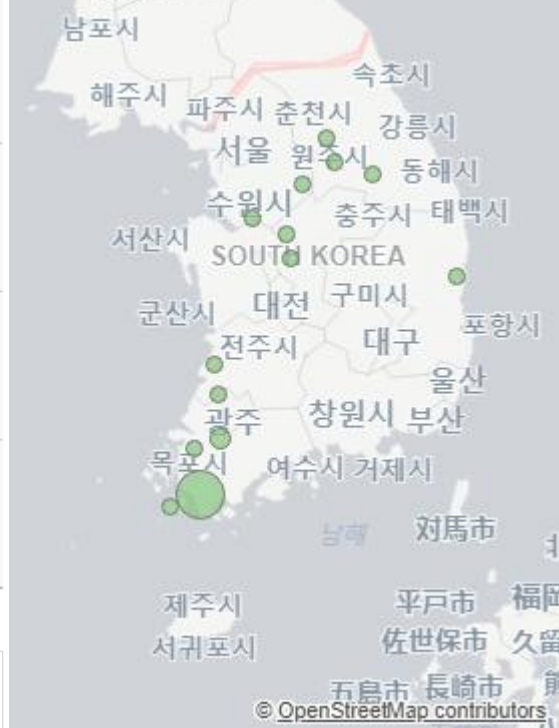 남포시
속초시
해주시
파주시 춘천시
강릉시
서울 원주시
동해시
수원시
충주시 태백시
서산시
SOUTH KOREA
대전 구미시
군산시
포항시
전주시 대구
울산
광주 창원시 부산
목포시 여수시 거제시
남해
対馬市
제주시
平戸市 福岡
서귀포시
佐世保市 久留
五島市 長崎市
© OpenStreetMap contributors